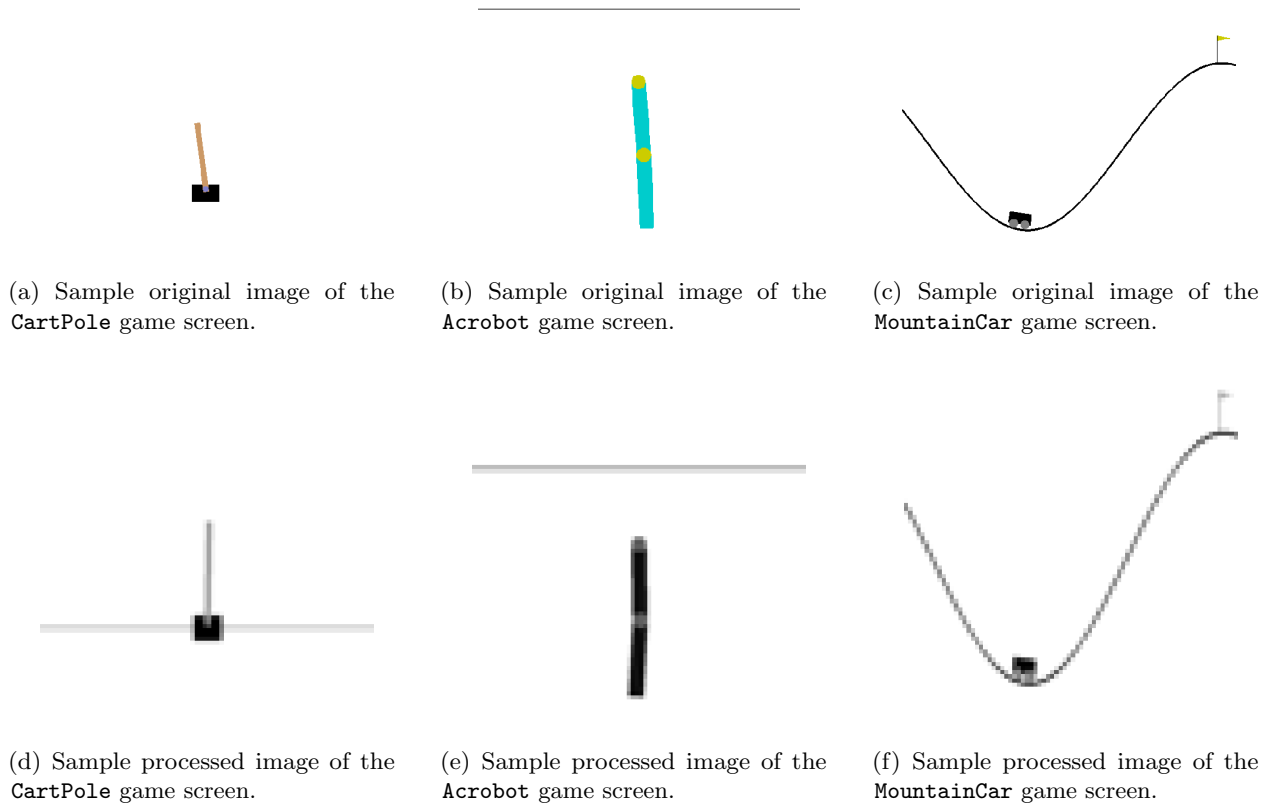 (a) Sample original image of the
CartPole game screen.
(b) Sample original image of the
Acrobot game screen.
(c) Sample original image of the
MountainCar game screen.
(d) Sample processed image of the
CartPole game screen.
(e) Sample processed image of the
Acrobot game screen.
(f) Sample processed image of the
MountainCar game screen.